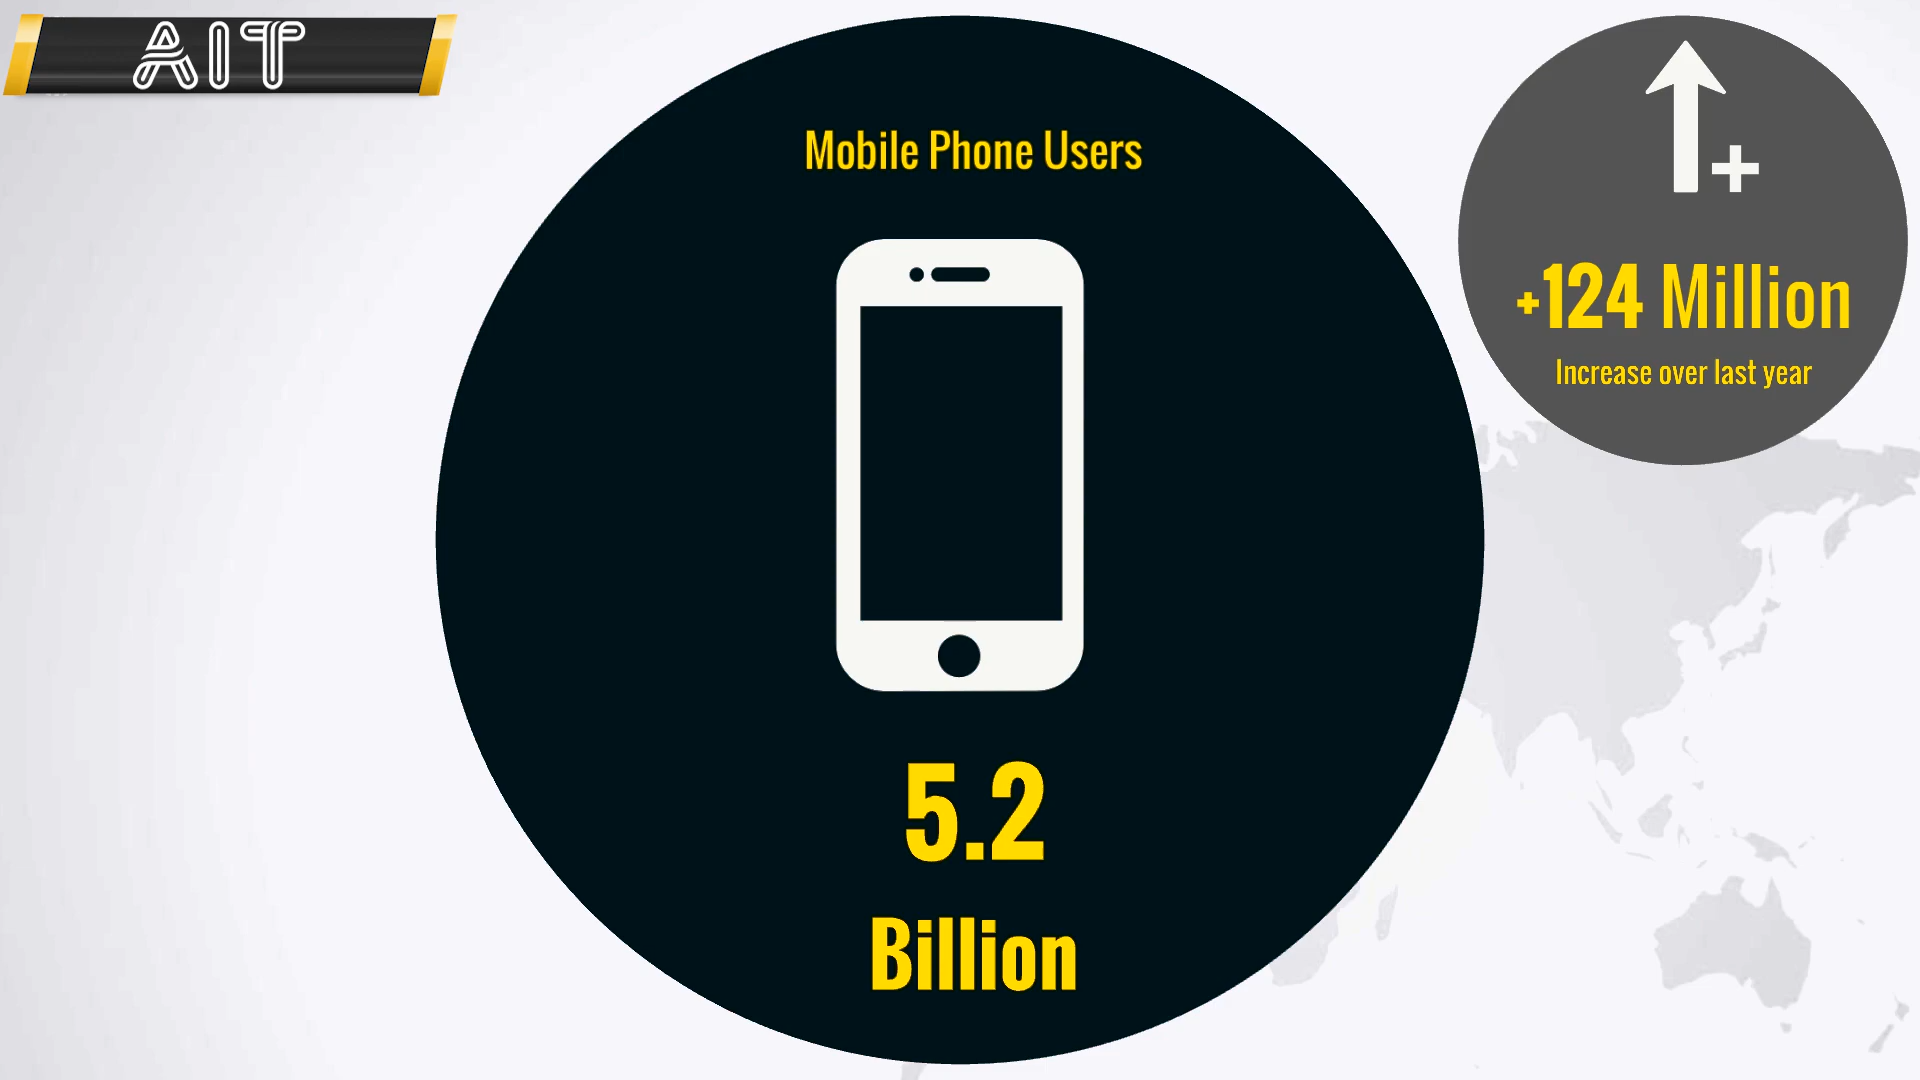 AIT
Mobile Phone Users
5.2
Billion
+124 Million
Increase over last year